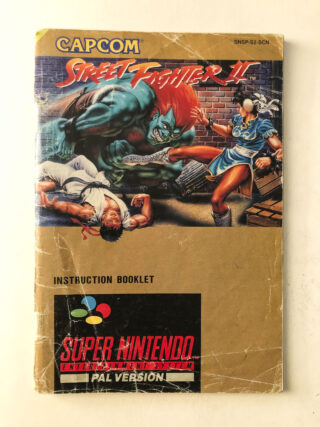 CAPCOM
SNSP-S2-SCN
STREET FIGHTER II
INSTRUCTION BOOKLET
SUPER NINTENDO
ENTERTAINMENT SYSTEM
PAL VERSION